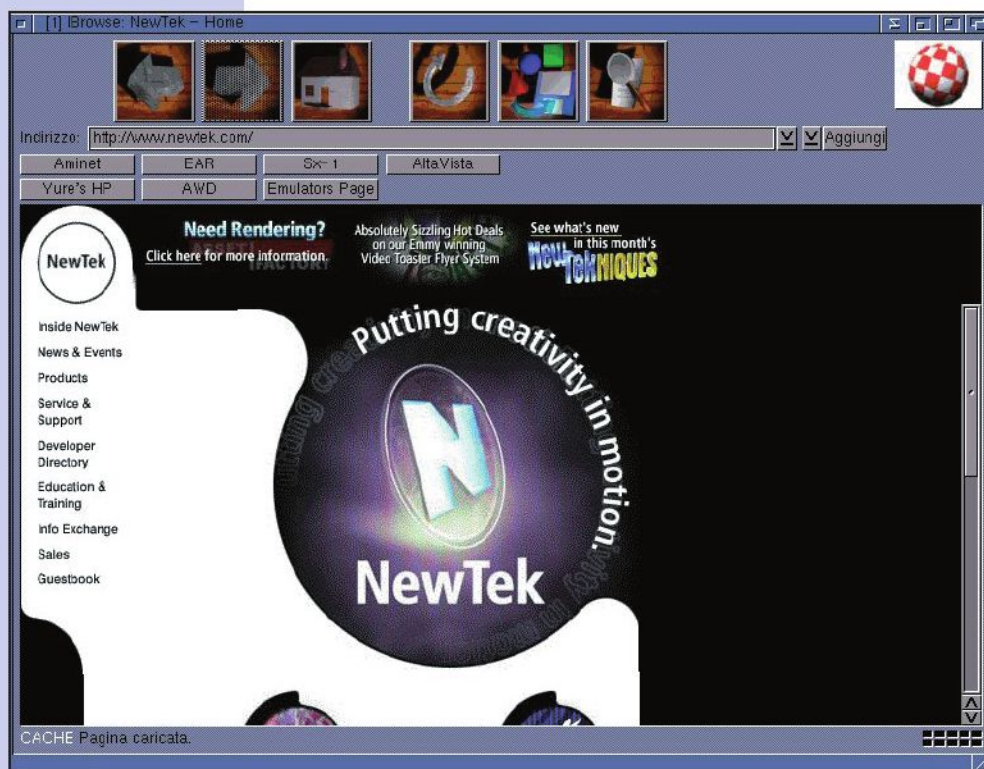 [1] IBrowse: NewTek - Home
Indirizzo: http://www.newtek.com/ Aggiungi
Aminet EAR Sx-1 AltaVista
Yure's HP AWD Emulators Page
NewTek
Need Rendering?
ASSET FACTORY
Click here for more information.
Absolutely Sizzling Hot Deals
on our Emmy winning
Video Toaster Flyer System
See what's new
in this month's
NewTekNIQUES
Inside NewTek
News & Events
Products
Service &
Support
Developer
Directory
Education &
Training
Info Exchange
Sales
Guestbook
Putting creativity in motion.
N
NewTek
CACHE Pagina caricata.